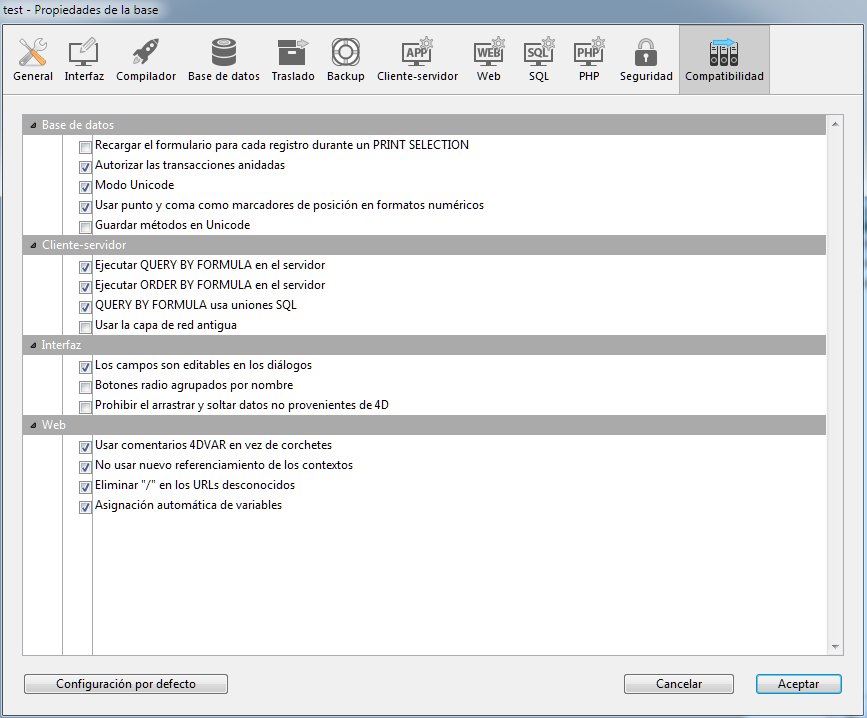 test - Propiedades de la base
APP WEB SQL PHP
General Interfaz Compilador Base de datos Traslado Backup Cliente-servidor Web SQL PHP Seguridad Compatibilidad
Base de datos
Recargar el formulario para cada registro durante un PRINT SELECTION
Autorizar las transacciones anidadas
Modo Unicode
Usar punto y coma como marcadores de posición en formatos numéricos
Guardar métodos en Unicode
Cliente-servidor
Ejecutar QUERY BY FORMULA en el servidor
Ejecutar ORDER BY FORMULA en el servidor
QUERY BY FORMULA usa uniones SQL
Usar la capa de red antigua
Interfaz
Los campos son editables en los diálogos
Botones radio agrupados por nombre
Prohibir el arrastrar y soltar datos no provenientes de 4D
Web
Usar comentarios 4DVAR en vez de corchetes
No usar nuevo referenciamiento de los contextos
Eliminar "/" en los URLs desconocidos
Asignación automática de variables
Configuración por defecto Cancelar Aceptar